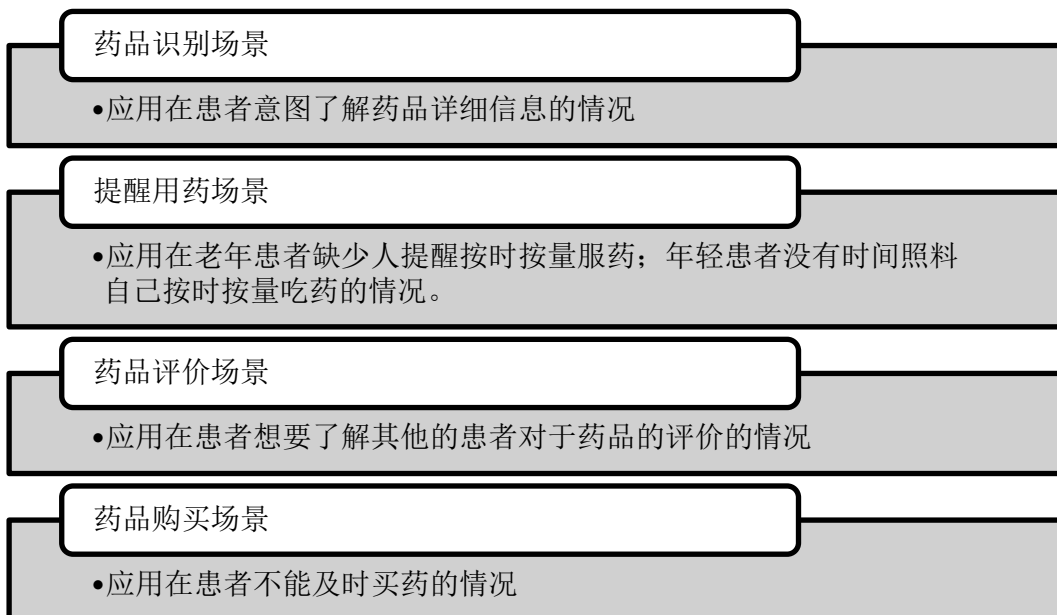 药品识别场景
•应用在患者意图了解药品详细信息的情况
提醒用药场景
•应用在老年患者缺少人提醒按时按量服药；年轻患者没有时间照料
自己按时按量吃药的情况。
药品评价场景
•应用在患者想要了解其他的患者对于药品的评价的情况
药品购买场景
•应用在患者不能及时买药的情况